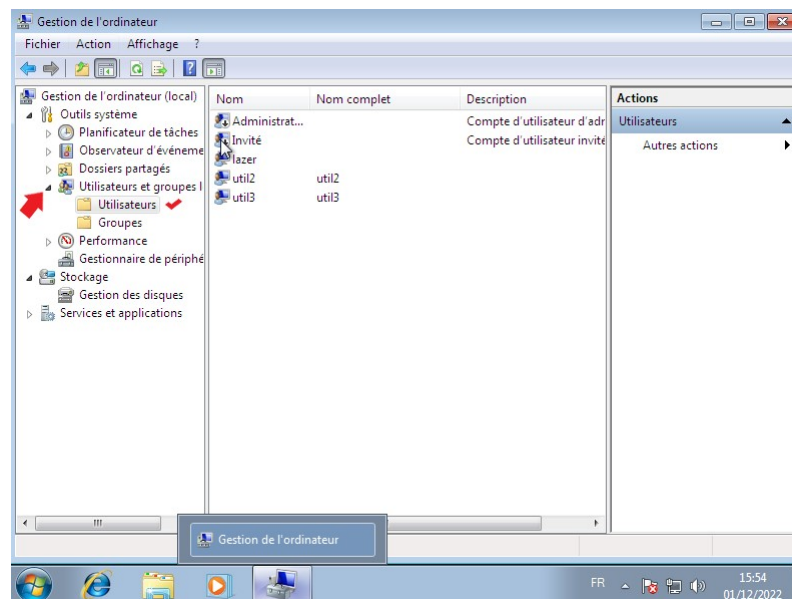 Gestion de l'ordinateur
Fichier Action Affichage ?
Gestion de l'ordinateur (local)
Outils système
Planificateur de tâches
Observateur d'événeme
Dossiers partagés
Utilisateurs et groupes l
Utilisateurs
Groupes
Performance
Gestionnaire de périphé
Stockage
Gestion des disques
Services et applications
Nom Nom complet Description
Administrat... Compte d'utilisateur d'adr
Invité Compte d'utilisateur invité
lazer
util2 util2
util3 util3
Actions
Utilisateurs
Autres actions
Gestion de l'ordinateur
FR
15:54
01/12/2022